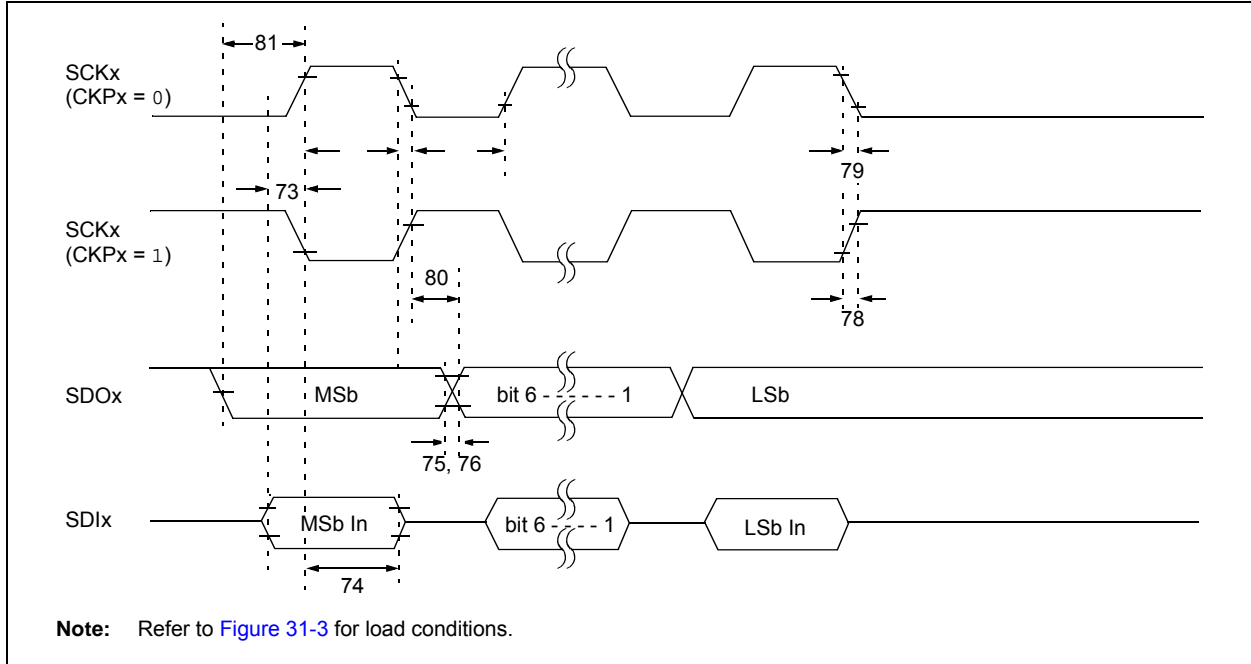 81
SCKx
(CKPx = 0)
79
73
SCKx
(CKPx = 1)
80
78
SDOx
MSb
bit 6 - - - - - - 1
LSb
75, 76
SDIx
MSb In
bit 6 - - - - 1
LSb In
74
Note: Refer to Figure 31-3 for load conditions.